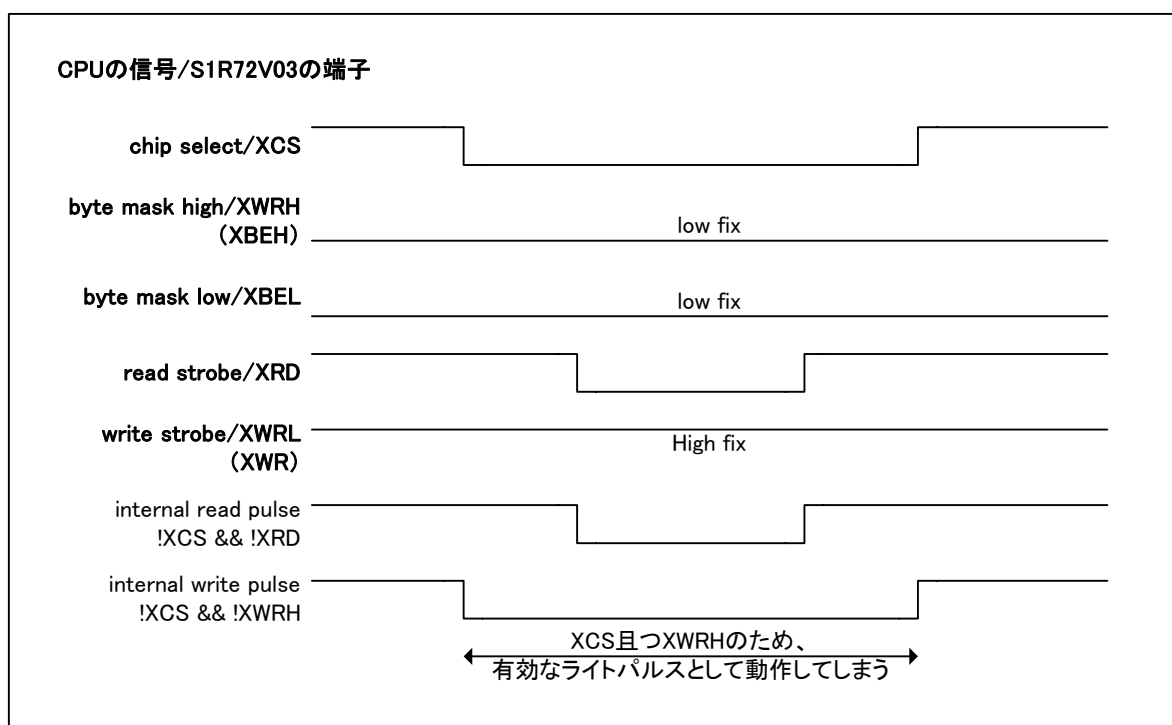 CPUの信号/S1R72V03の端子
chip select/XCS
byte mask high/XWRH
(XBEH)
low fix
byte mask low/XBEL
low fix
read strobe/XRD
write strobe/XWRL
(XWR)
High fix
internal read pulse
!XCS && !XRD
internal write pulse
!XCS && !XWRH
XCS且つXWRHのため、
有効なライトパルスとして動作してしまう